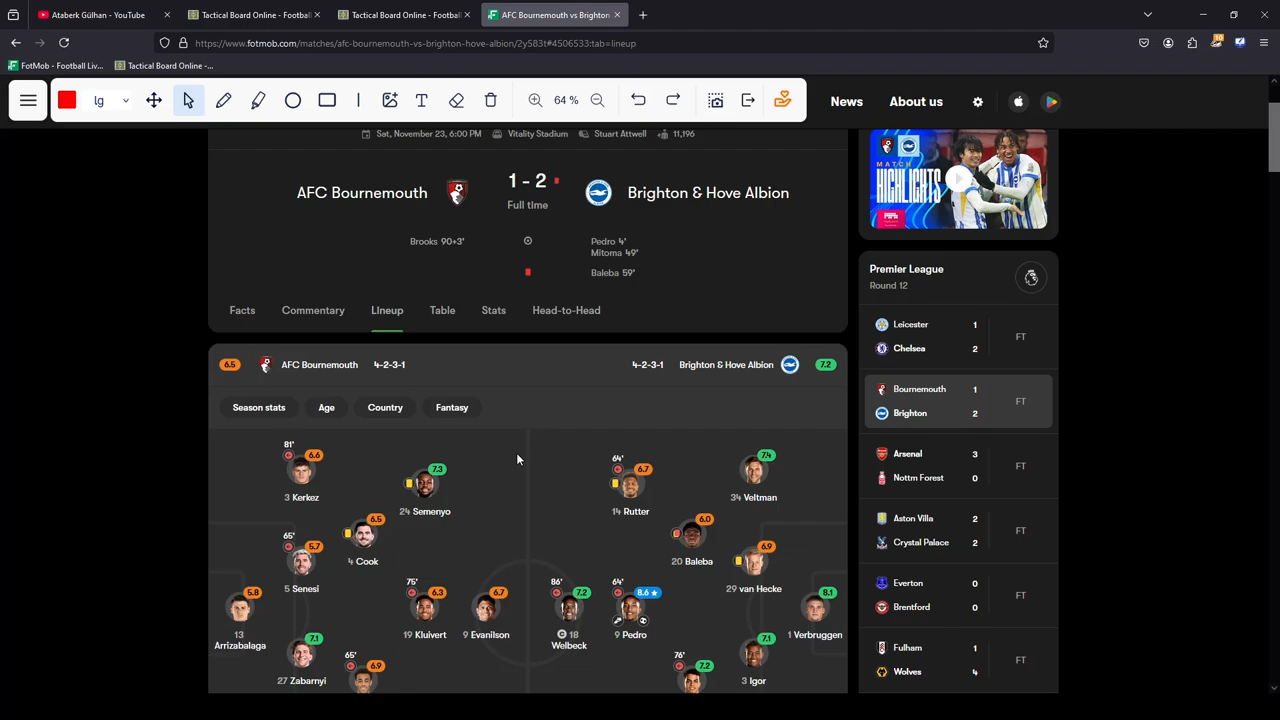 Ataberk Gülhan - YouTube
Tactical Board Online - Footbal
Tactical Board Online - Footbal
AFC Bournemouth vs Brighton
https://www.fotmob.com/matches/afc-bournemouth-vs-brighton-hove-albion/2y583t#4506533:tab=lineup
10
FotMob - Football Liv...
Tactical Board Online -...
lg
T
64 %
News
About us
Sat, November 23, 6:00 PM
Vitality Stadium
Stuart Attwell
11,196
AFC Bournemouth
1 - 2
Brighton & Hove Albion
Full time
Brooks 90+3'
Pedro 4'
Mitoma 49'
Baleba 59'
Facts
Commentary
Lineup
Table
Stats
Head-to-Head
6.5
AFC Bournemouth
4-2-3-1
4-2-3-1
Brighton & Hove Albion
7.2
Season stats
Age
Country
Fantasy
81'
6.6
3 Kerkez
7.3
24 Semenyo
64'
6.7
14 Rutter
7.4
34 Veltman
6.5
4 Cook
6.0
20 Baleba
65'
5.7
5 Senesi
6.9
29 van Hecke
5.8
13
Arrizabalaga
75'
6.3
19 Kluivert
6.7
9 Evanilson
86'
7.2
18
Welbeck
64'
8.6
9 Pedro
8.1
1 Verbruggen
7.1
27 Zabarnyi
65'
6.9
76'
7.2
7.1
3 Igor
MATCH
HIGHLIGHTS
Premier League
Round 12
Leicester 1
Chelsea 2
FT
Bournemouth 1
Brighton 2
FT
Arsenal 3
Nottm Forest 0
FT
Aston Villa 2
Crystal Palace 2
FT
Everton 0
Brentford 0
FT
Fulham 1
Wolves 4
FT